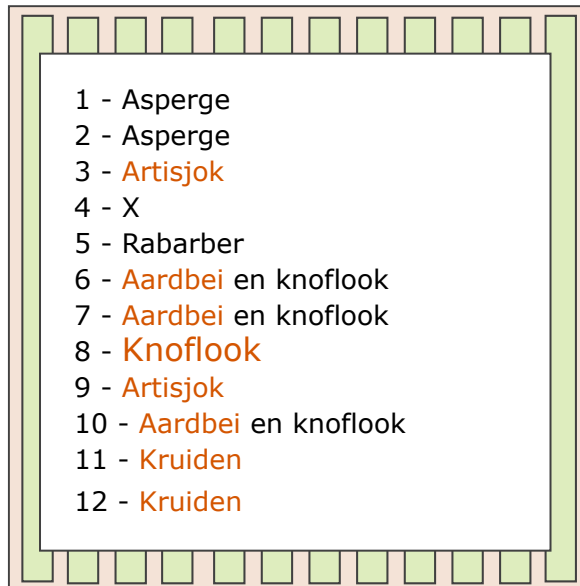 1 - Asperge
2 - Asperge
3 - Artisjok
4 - X
5 - Rabarber
6 - Aardbei en knoflook
7 - Aardbei en knoflook
8 - Knoflook
9 - Artisjok
10 - Aardbei en knoflook
11 - Kruiden
12 - Kruiden